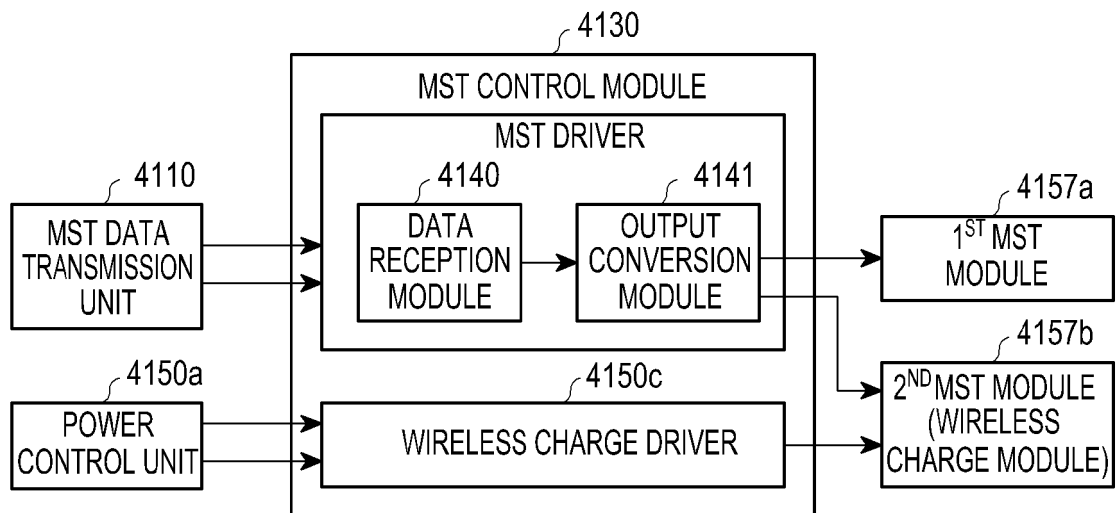 4130
MST CONTROL MODULE
MST DRIVER
4110
MST DATA
TRANSMISSION
UNIT
4140
DATA
RECEPTION
MODULE
4141
OUTPUT
CONVERSION
MODULE
4157a
1ST MST
MODULE
4150a
POWER
CONTROL UNIT
4150c
WIRELESS CHARGE DRIVER
4157b
2ND MST MODULE
(WIRELESS
CHARGE MODULE)